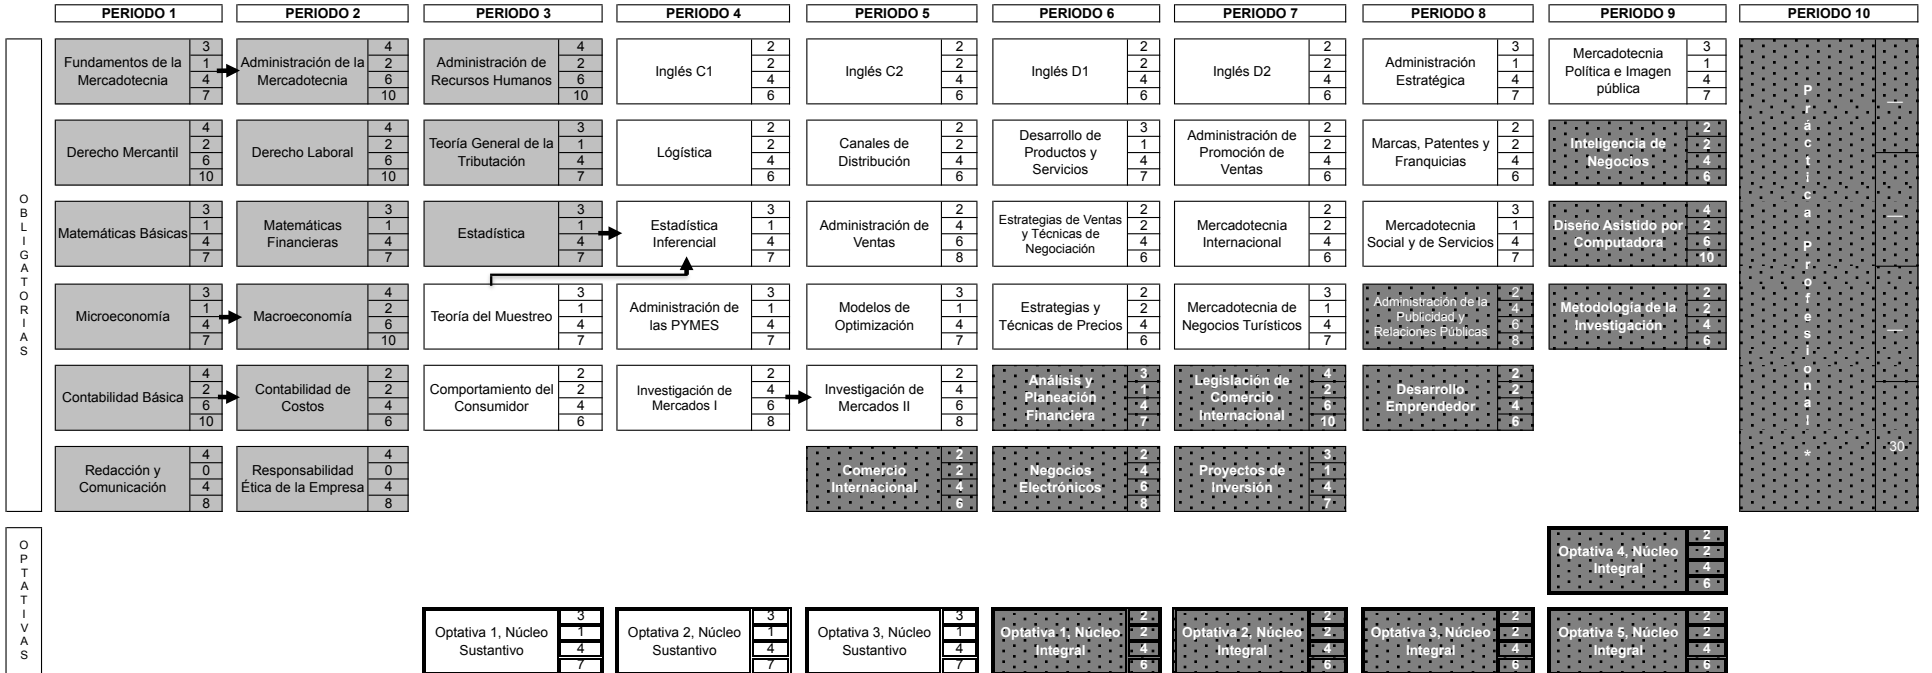 PERIODO 1
PERIODO 2
PERIODO 3
PERIODO 4
PERIODO 5
PERIODO 6
PERIODO 7
PERIODO 8
PERIODO 9
PERIODO 10
OBLIGATORIAS
Fundamentos de la
Mercadotecnia
3
1
4
7
Administración de la
Mercadotecnia
4
2
6
10
Administración de
Recursos Humanos
4
2
6
10
Inglés C1
2
2
4
6
Inglés C2
2
2
4
6
Inglés D1
2
2
4
6
Inglés D2
2
2
4
6
Administración
Estratégica
3
1
4
7
Mercadotecnia
Política e Imagen
pública
3
1
4
7
Práctica Profesional *
—
—
—
30
Derecho Mercantil
4
2
6
10
Derecho Laboral
4
2
6
10
Teoría General de la
Tributación
3
1
4
7
Lógística
2
2
4
6
Canales de
Distribución
2
2
4
6
Desarrollo de
Productos y
Servicios
3
1
4
7
Administración de
Promoción de
Ventas
2
2
4
6
Marcas, Patentes y
Franquicias
2
2
4
6
Inteligencia de
Negocios
2
2
4
6
Matemáticas Básicas
3
1
4
7
Matemáticas
Financieras
3
1
4
7
Estadística
3
1
4
7
Estadística
Inferencial
3
1
4
7
Administración de
Ventas
2
4
6
8
Estrategias de Ventas
y Técnicas de
Negociación
2
2
4
6
Mercadotecnia
Internacional
2
2
4
6
Mercadotecnia
Social y de Servicios
3
1
4
7
Diseño Asistido por
Computadora
4
2
6
10
Microeconomía
3
1
4
7
Macroeconomía
4
2
6
10
Teoría del Muestreo
3
1
4
7
Administración de
las PYMES
3
1
4
7
Modelos de
Optimización
3
1
4
7
Estrategias y
Técnicas de Precios
2
2
4
6
Mercadotecnia de
Negocios Turísticos
3
1
4
7
Administración de la
Publicidad y
Relaciones Públicas
2
4
6
8
Metodología de la
Investigación
2
2
4
6
Contabilidad Básica
4
2
6
10
Contabilidad de
Costos
2
2
4
6
Comportamiento del
Consumidor
2
2
4
6
Investigación de
Mercados I
2
4
6
8
Investigación de
Mercados II
2
4
6
8
Análisis y
Planeación
Financiera
3
1
4
7
Legislación de
Comercio
Internacional
4
2
6
10
Desarrollo
Emprendedor
2
2
4
6
Redacción y
Comunicación
4
0
4
8
Responsabilidad
Ética de la Empresa
4
0
4
8
Comercio
Internacional
2
2
4
6
Negocios
Electrónicos
2
4
6
8
Proyectos de
Inversión
3
1
4
7
OPTATIVAS
Optativa 4, Núcleo
Integral
2
2
4
6
Optativa 1, Núcleo
Sustantivo
3
1
4
7
Optativa 2, Núcleo
Sustantivo
3
1
4
7
Optativa 3, Núcleo
Sustantivo
3
1
4
7
Optativa 1, Núcleo
Integral
2
2
4
6
Optativa 2, Núcleo
Integral
2
2
4
6
Optativa 3, Núcleo
Integral
2
2
4
6
Optativa 5, Núcleo
Integral
2
2
4
6